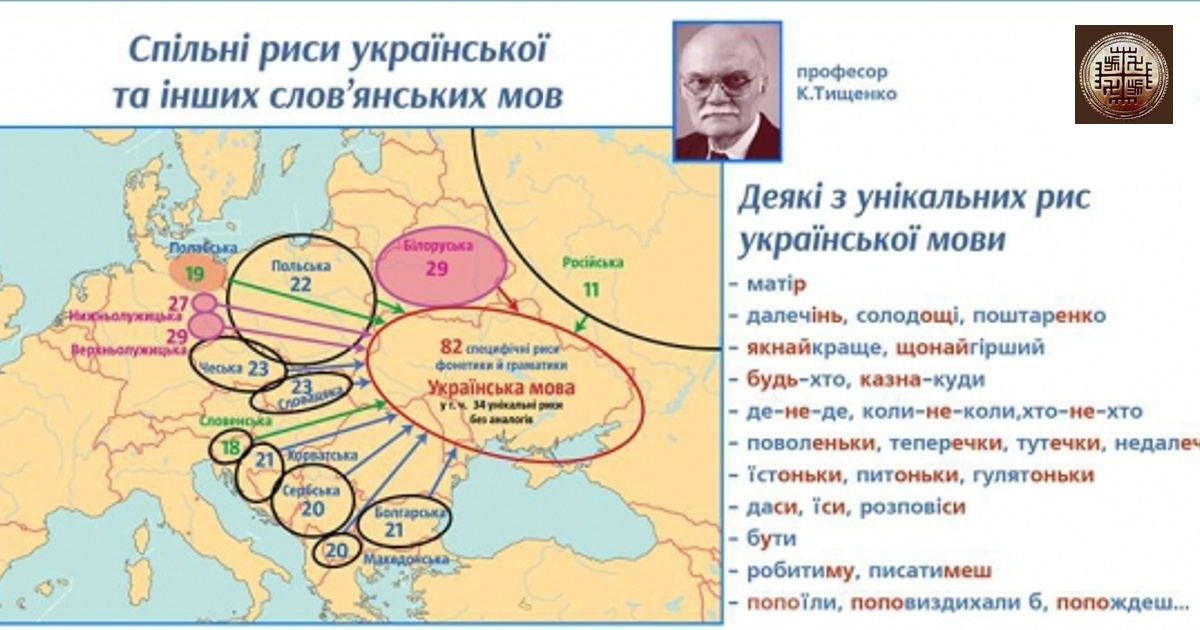 Спільні риси української
та інших слов’янських мов
професор
К.Тищенко
Полабська
19
Польська
22
Білоруська
29
Російська
11
27
Нижньолужицька
29
Верхньолужицька
Чеська 23
23
Словацька
Словенська
18
21
Хорватська
Сербська
20
Болгарська
21
20
Македонська
82 специфічні риси
фонетики й граматики
Українська мова
у т. ч. 34 унікальні риси
без аналогів
Деякі з унікальних рис
української мови
– матір
– далечінь, солодощі, поштаренко
– якнайкраще, щонайгірший
– будь–хто, казна–куди
– де–не–де, коли–не–коли,хто–не–хто
– поволеньки, теперечки, тутечки, недалеч
– їстоньки, питоньки, гулятоньки
– даси, їси, розповіси
– бути
– робитиму, писатимеш
– попоїли, поповиздихали б, попождеш...